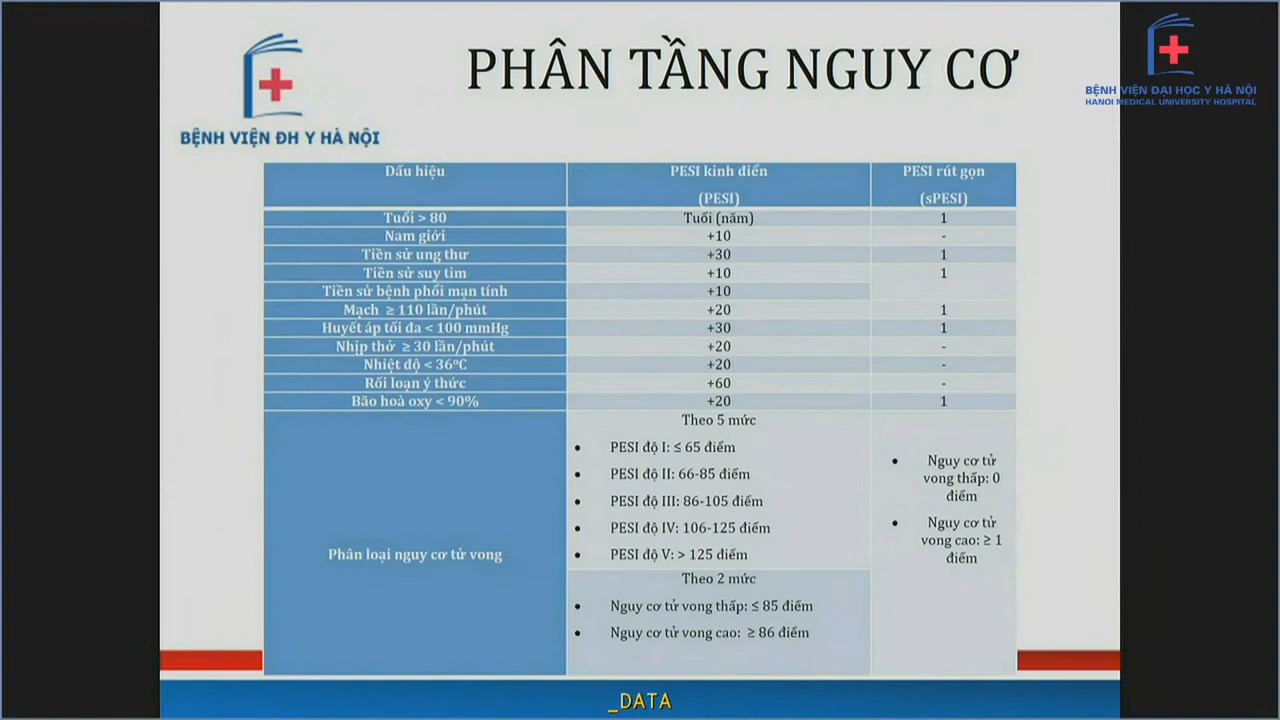 PHÂN TẦNG NGUY CƠ
BỆNH VIỆN ĐH Y HÀ NỘI
BỆNH VIỆN ĐẠI HỌC Y HÀ NỘI
HANOI MEDICAL UNIVERSITY HOSPITAL
Dấu hiệu PESI kinh điển (PESI) PESI rút gọn (sPESI)
Tuổi > 80 Tuổi (năm) 1
Nam giới +10 -
Tiền sử ung thư +30 1
Tiền sử suy tim +10 1
Tiền sử bệnh phổi mạn tính +10
Mạch ≥ 110 lần/phút +20 1
Huyết áp tối đa < 100 mmHg +30 1
Nhịp thở ≥ 30 lần/phút +20 -
Nhiệt độ < 36ºC +20 -
Rối loạn ý thức +60 -
Bão hoà oxy < 90% +20 1
Phân loại nguy cơ tử vong
Theo 5 mức
• PESI độ I: ≤ 65 điểm
• PESI độ II: 66-85 điểm
• PESI độ III: 86-105 điểm
• PESI độ IV: 106-125 điểm
• PESI độ V: > 125 điểm
Theo 2 mức
• Nguy cơ tử vong thấp: ≤ 85 điểm
• Nguy cơ tử vong cao: ≥ 86 điểm
• Nguy cơ tử
vong thấp: 0
điểm
• Nguy cơ tử
vong cao: ≥ 1
điểm
_DATA